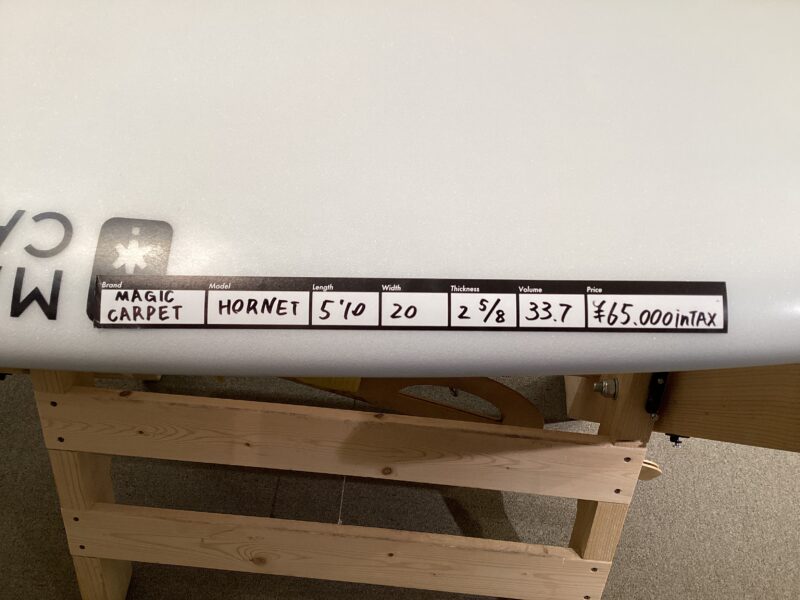 CA
M
Brand Model Length Width Thickness Volume Price
MAGIC CARPET HORNET 5'10 20 2 5/8 33.7 ¥65.000inTAX